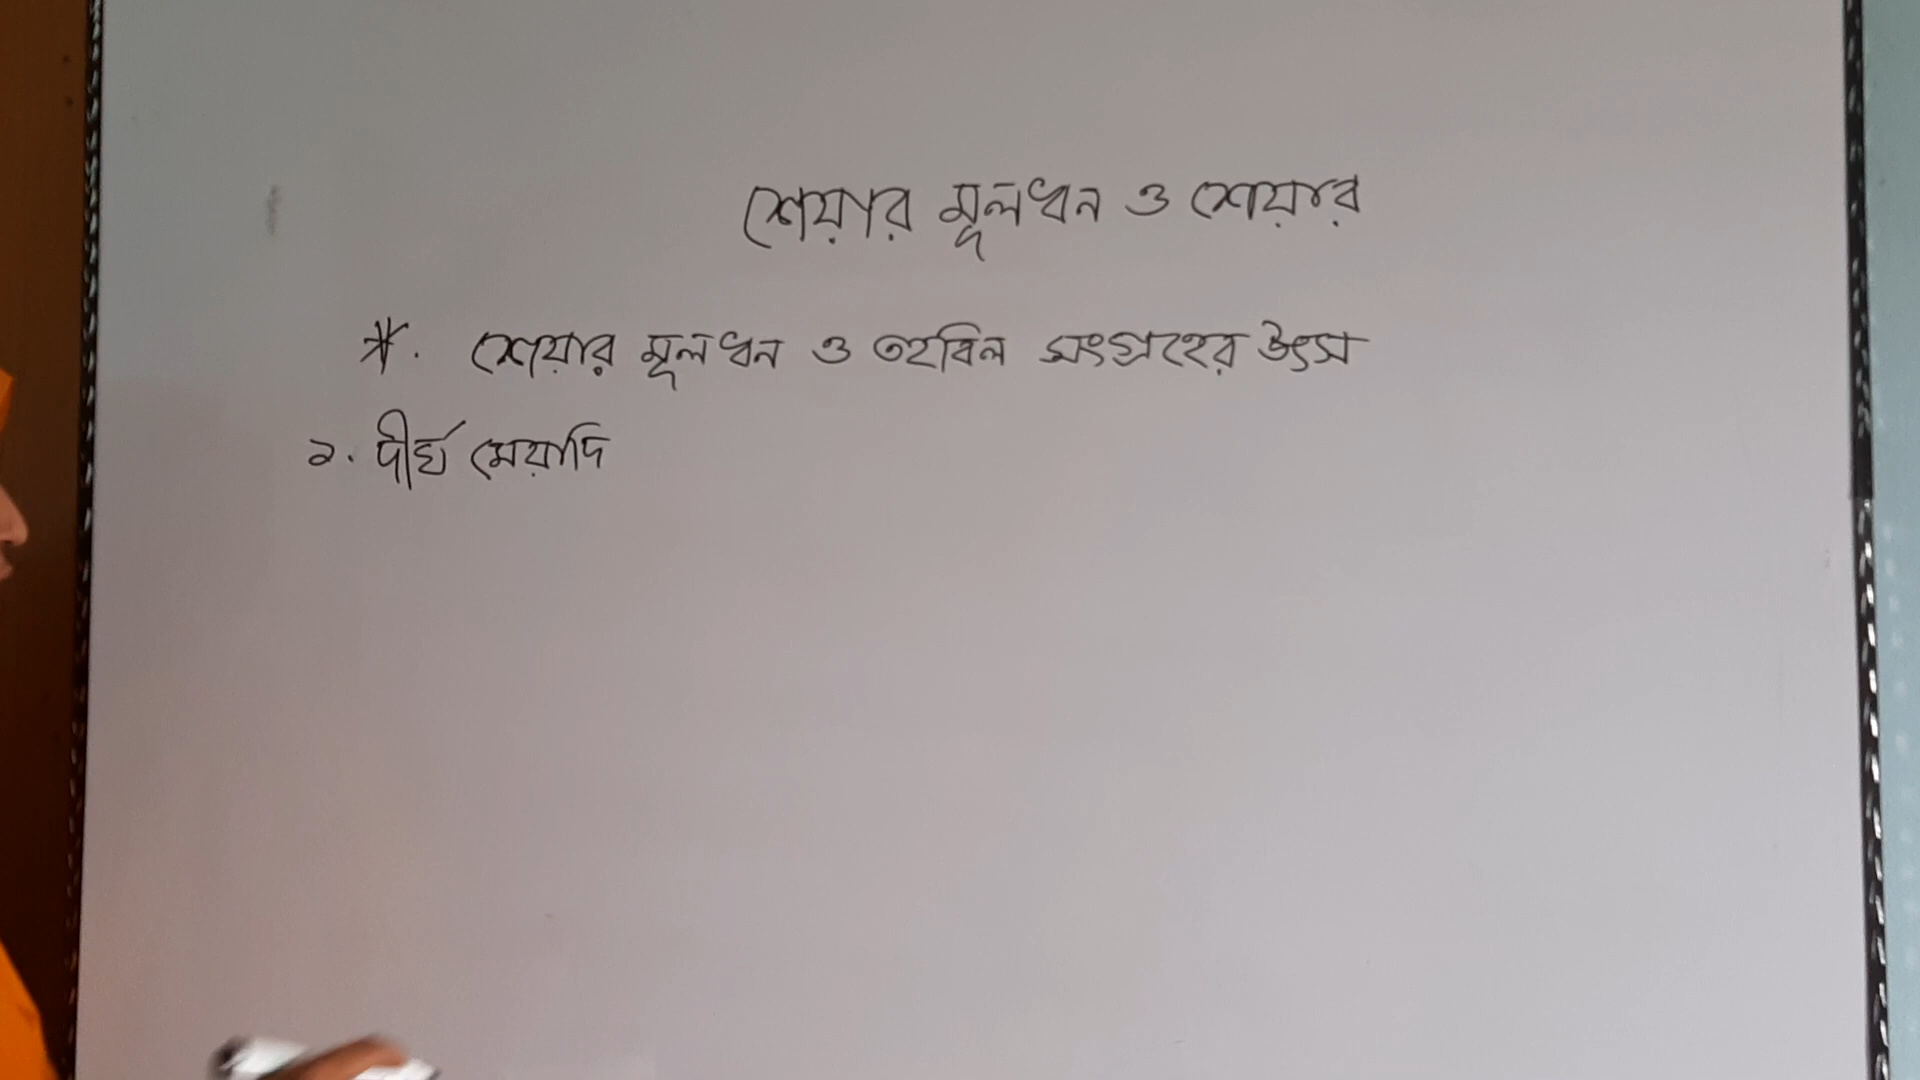 শেয়ার মূলধন ও শেয়ার
*. শেয়ার মূলধন ও তহবিল সংগ্রহের উৎস
১. দীর্ঘ মেয়াদি